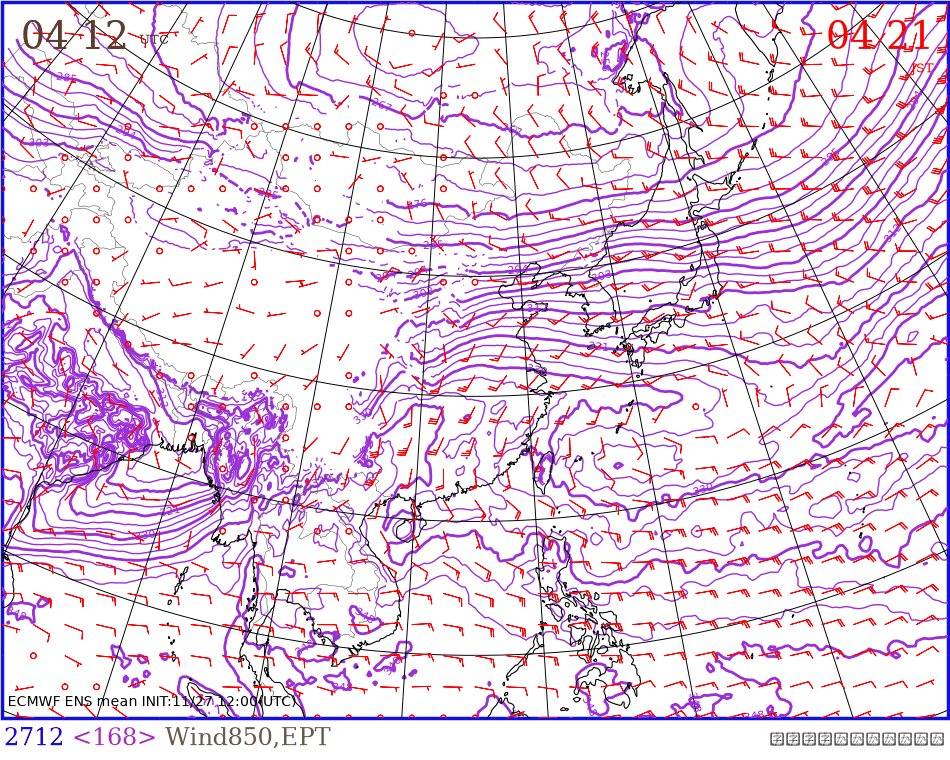 04 12 UTC
04 21
JST
ECMWF ENS mean INIT:11/27 12:00(UTC)
2712 <168> Wind850,EPT